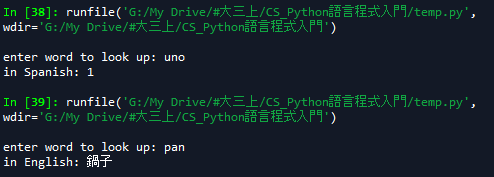 In [38]: runfile('G:/My Drive/#大三上/CS_Python語言程式入門/temp.py',
wdir='G:/My Drive/#大三上/CS_Python語言程式入門')
enter word to look up: uno
in Spanish: 1
In [39]: runfile('G:/My Drive/#大三上/CS_Python語言程式入門/temp.py',
wdir='G:/My Drive/#大三上/CS_Python語言程式入門')
enter word to look up: pan
in English: 鍋子